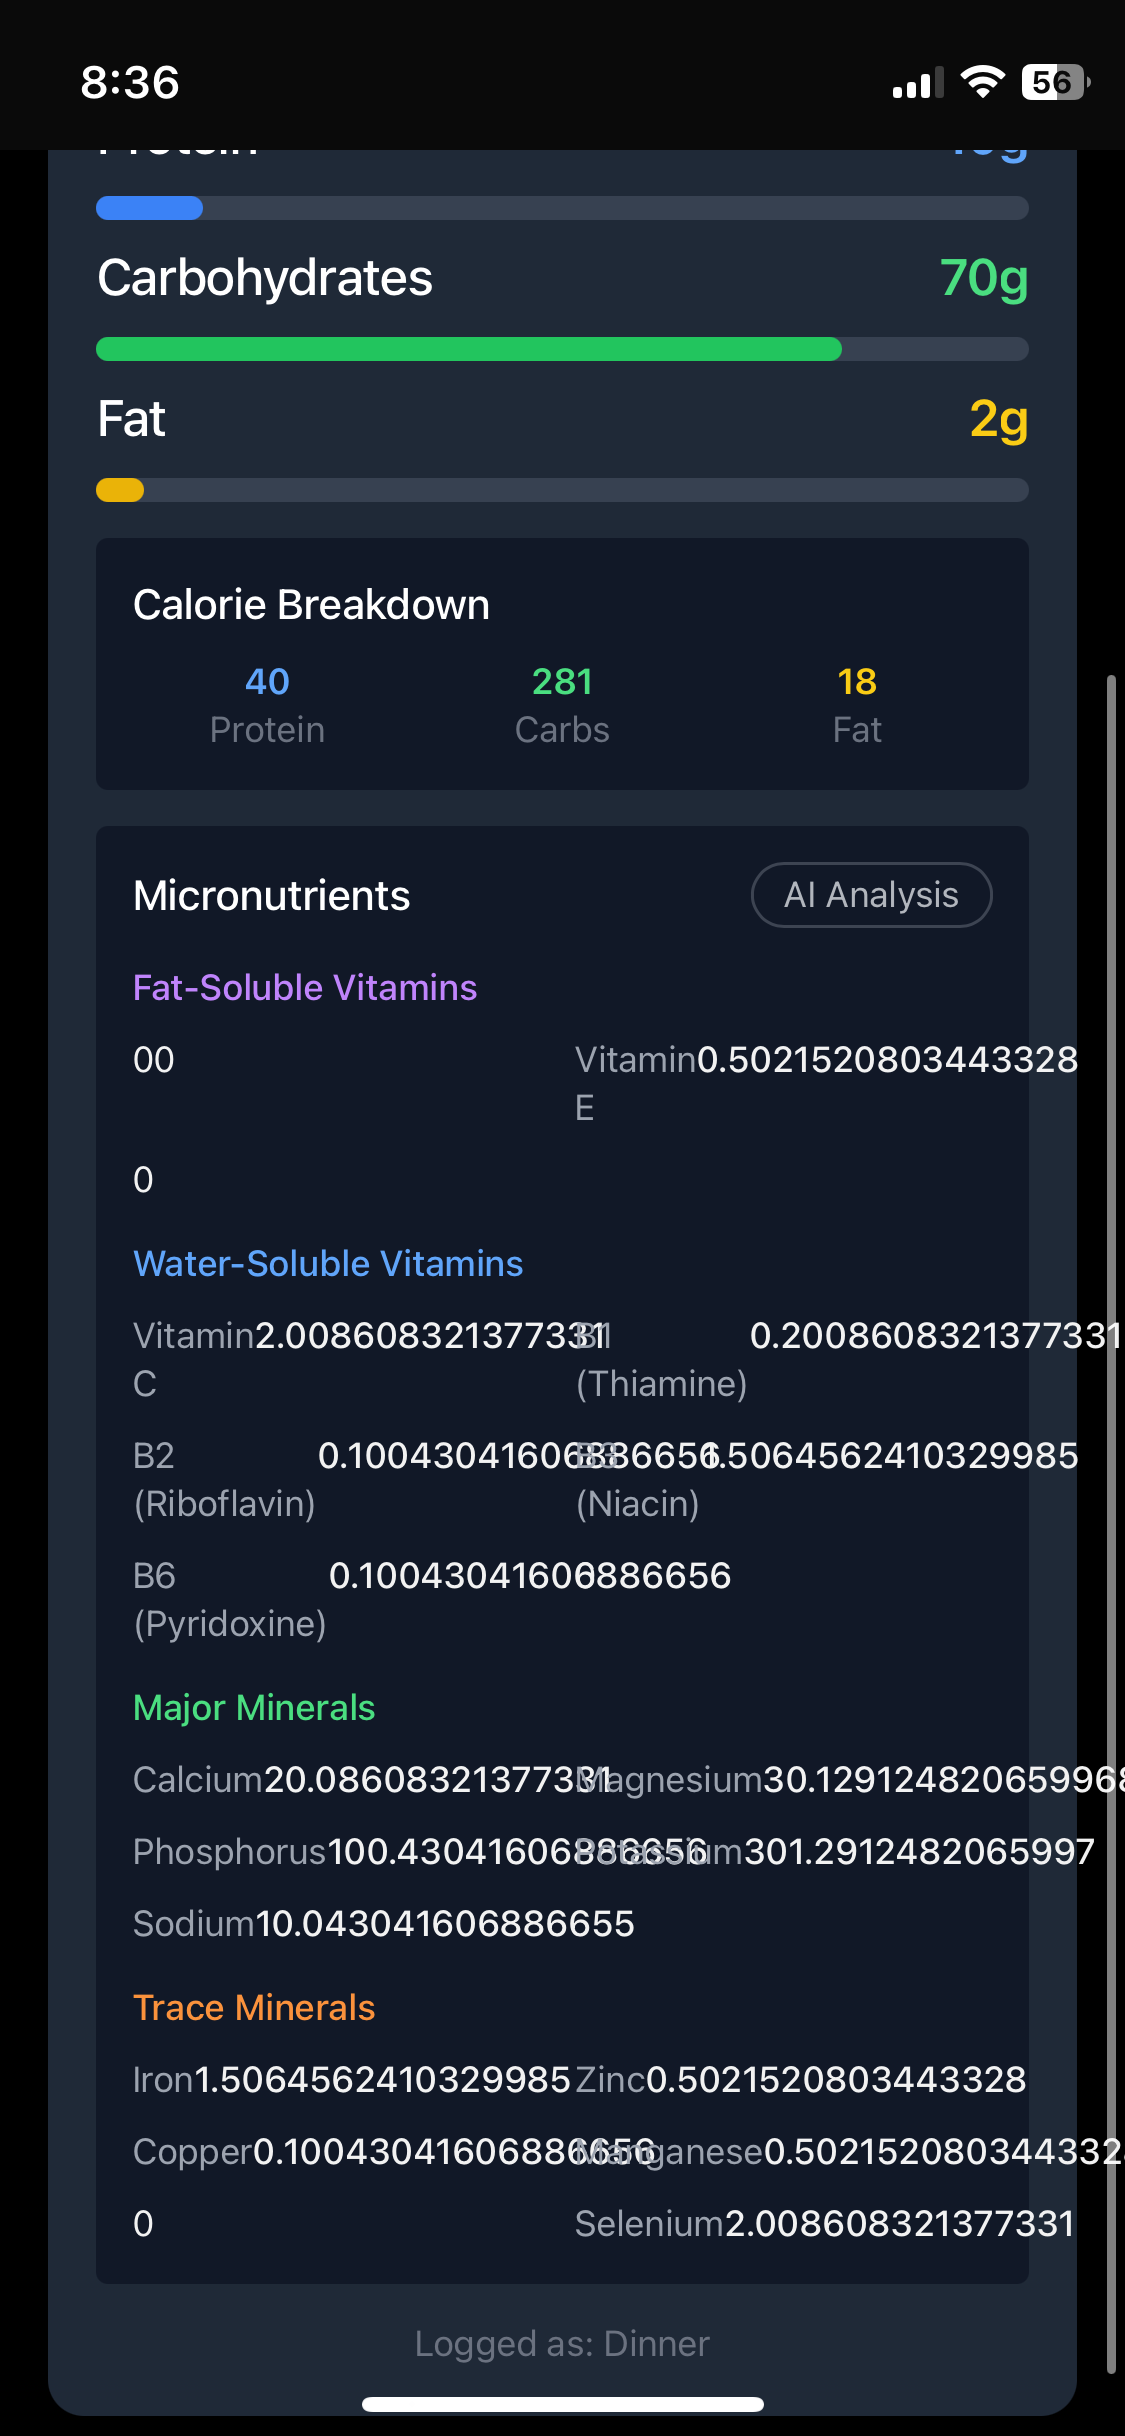 8:36
56
Protein
Carbohydrates 70g
Fat 2g
Calorie Breakdown
40 281 18
Protein Carbs Fat
Micronutrients AI Analysis
Fat-Soluble Vitamins
00 Vitamin 0.5021520803443328
E
0
Water-Soluble Vitamins
Vitamin 2.008608321377331 B1 0.2008608321377331
C (Thiamine)
B2 0.10043041606886656 B3 1.5064562410329985
(Riboflavin) (Niacin)
B6 0.10043041606886656
(Pyridoxine)
Major Minerals
Calcium 20.08608321377331 Magnesium 30.12912482065996
Phosphorus 100.43041606886656 Potassium 301.2912482065997
Sodium 10.043041606886655
Trace Minerals
Iron 1.5064562410329985 Zinc 0.5021520803443328
Copper 0.10043041606886656 Manganese 0.502152080344332
0 Selenium 2.008608321377331
Logged as: Dinner